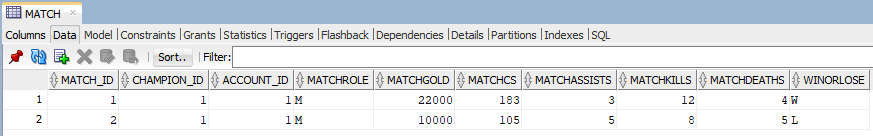 MATCH
Columns Data Model Constraints Grants Statistics Triggers Flashback Dependencies Details Partitions Indexes SQL
Sort.. Filter:
MATCH_ID CHAMPION_ID ACCOUNT_ID MATCHROLE MATCHGOLD MATCHCS MATCHASSISTS MATCHKILLS MATCHDEATHS WINORLOSE
1 1 1 1 M 22000 183 3 12 4 W
2 2 1 1 M 10000 105 5 8 5 L